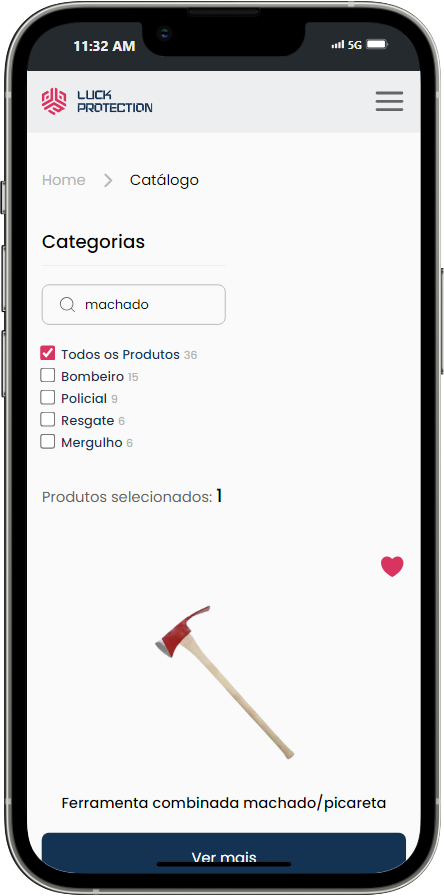 11:32 AM
5G
LUCK
PROTECTION
Home
Catálogo
Categorias
machado
Todos os Produtos 36
Bombeiro 15
Policial 9
Resgate 6
Mergulho 6
Produtos selecionados: 1
Ferramenta combinada machado/picareta
Ver mais